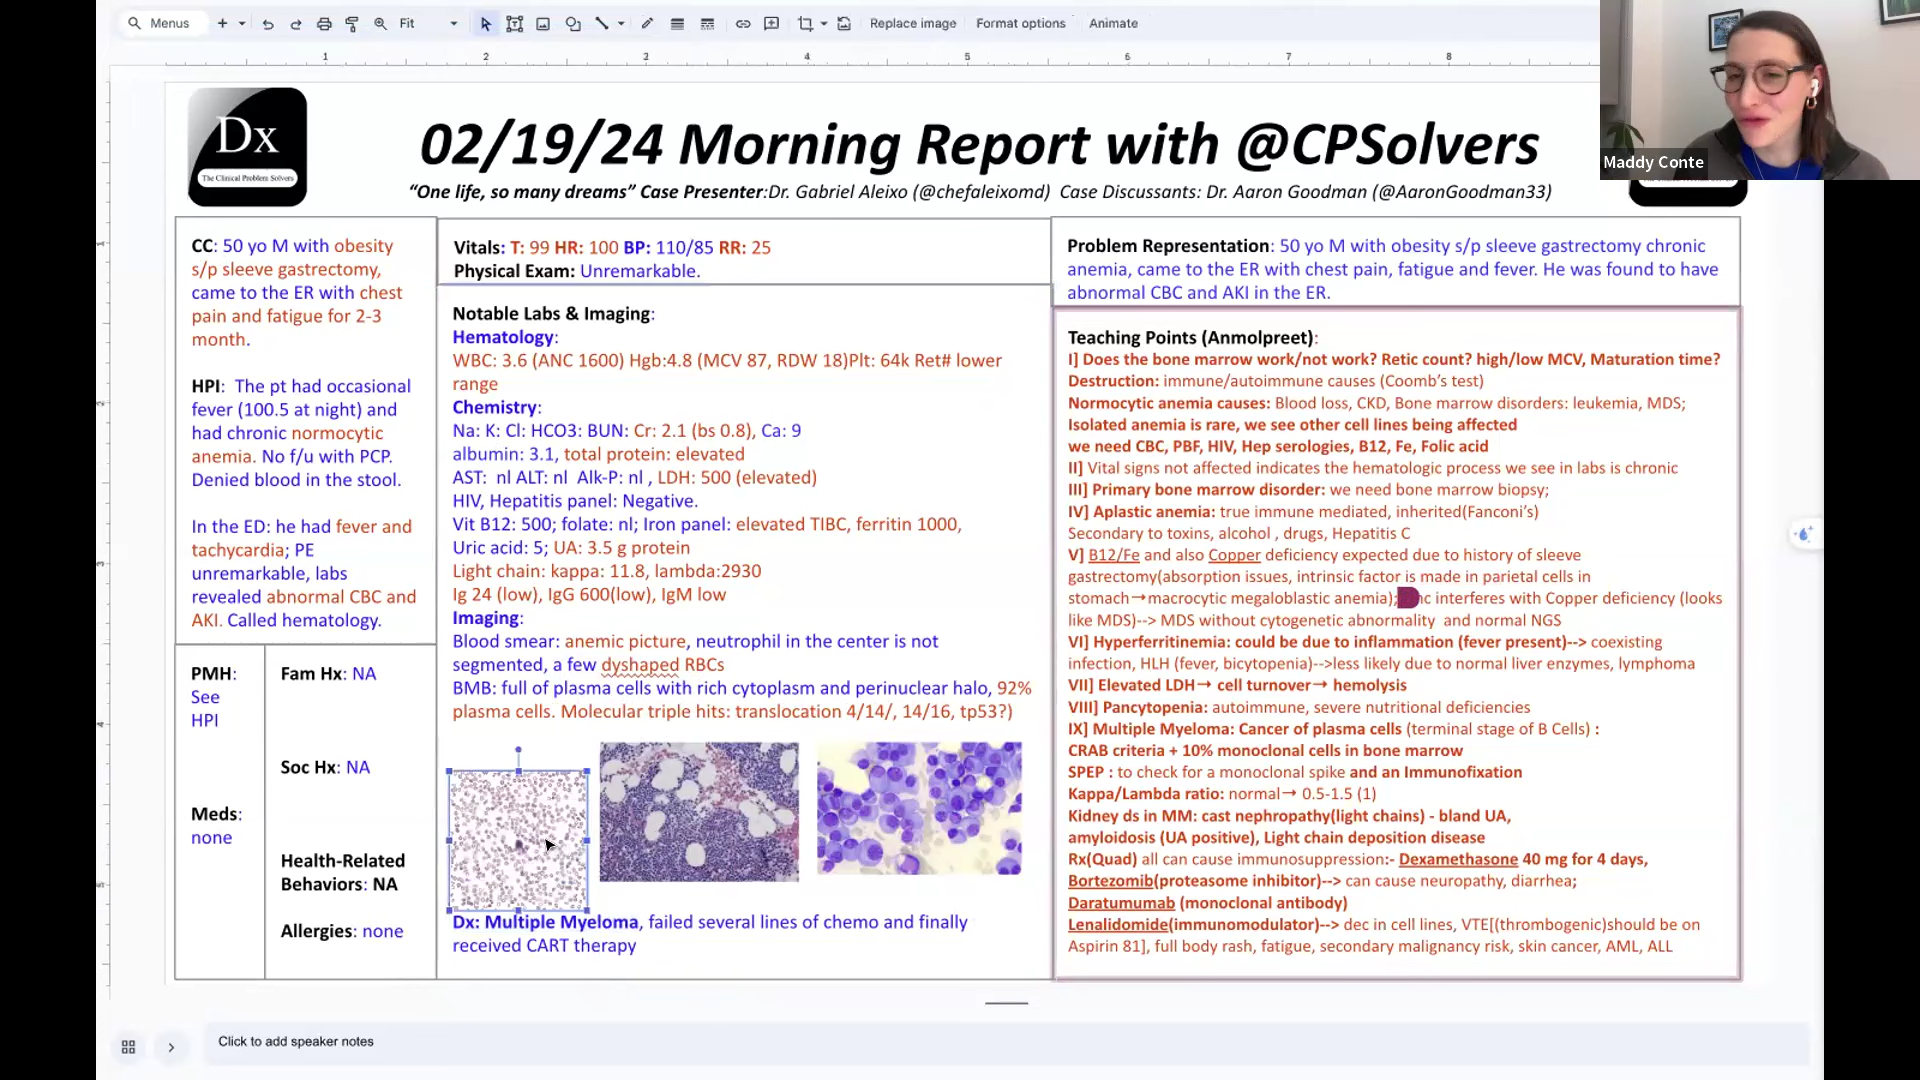 Menus
Fit
Replace image
Format options
Animate
1
2
3
4
5
6
7
8
Maddy Conte
Dx
The Clinical Problem Solvers
02/19/24 Morning Report with @CPSolvers
“One life, so many dreams” Case Presenter:Dr. Gabriel Aleixo (@chefaleixomd) Case Discussants: Dr. Aaron Goodman (@AaronGoodman33)
CC: 50 yo M with obesity
s/p sleeve gastrectomy,
came to the ER with chest
pain and fatigue for 2-3
month.
HPI: The pt had occasional
fever (100.5 at night) and
had chronic normocytic
anemia. No f/u with PCP.
Denied blood in the stool.
In the ED: he had fever and
tachycardia; PE
unremarkable, labs
revealed abnormal CBC and
AKI. Called hematology.
PMH:
See
HPI
Meds:
none
Fam Hx: NA
Soc Hx: NA
Health-Related
Behaviors: NA
Allergies: none
Vitals: T: 99 HR: 100 BP: 110/85 RR: 25
Physical Exam: Unremarkable.
Notable Labs & Imaging:
Hematology:
WBC: 3.6 (ANC 1600) Hgb:4.8 (MCV 87, RDW 18)Plt: 64k Ret# lower
range
Chemistry:
Na: K: Cl: HCO3: BUN: Cr: 2.1 (bs 0.8), Ca: 9
albumin: 3.1, total protein: elevated
AST: nl ALT: nl Alk-P: nl , LDH: 500 (elevated)
HIV, Hepatitis panel: Negative.
Vit B12: 500; folate: nl; Iron panel: elevated TIBC, ferritin 1000,
Uric acid: 5; UA: 3.5 g protein
Light chain: kappa: 11.8, lambda:2930
Ig 24 (low), IgG 600(low), IgM low
Imaging:
Blood smear: anemic picture, neutrophil in the center is not
segmented, a few dyshaped RBCs
BMB: full of plasma cells with rich cytoplasm and perinuclear halo, 92%
plasma cells. Molecular triple hits: translocation 4/14/, 14/16, tp53?)
Dx: Multiple Myeloma, failed several lines of chemo and finally
received CART therapy
Problem Representation: 50 yo M with obesity s/p sleeve gastrectomy chronic
anemia, came to the ER with chest pain, fatigue and fever. He was found to have
abnormal CBC and AKI in the ER.
Teaching Points (Anmolpreet):
I] Does the bone marrow work/not work? Retic count? high/low MCV, Maturation time?
Destruction: immune/autoimmune causes (Coomb’s test)
Normocytic anemia causes: Blood loss, CKD, Bone marrow disorders: leukemia, MDS;
Isolated anemia is rare, we see other cell lines being affected
we need CBC, PBF, HIV, Hep serologies, B12, Fe, Folic acid
II] Vital signs not affected indicates the hematologic process we see in labs is chronic
III] Primary bone marrow disorder: we need bone marrow biopsy;
IV] Aplastic anemia: true immune mediated, inherited(Fanconi’s)
Secondary to toxins, alcohol , drugs, Hepatitis C
V] B12/Fe and also Copper deficiency expected due to history of sleeve
gastrectomy(absorption issues, intrinsic factor is made in parietal cells in
stomach→macrocytic megaloblastic anemia); interferes with Copper deficiency (looks
like MDS)--> MDS without cytogenetic abnormality and normal NGS
VI] Hyperferritinemia: could be due to inflammation (fever present)--> coexisting
infection, HLH (fever, bicytopenia)-->less likely due to normal liver enzymes, lymphoma
VII] Elevated LDH→ cell turnover→ hemolysis
VIII] Pancytopenia: autoimmune, severe nutritional deficiencies
IX] Multiple Myeloma: Cancer of plasma cells (terminal stage of B Cells) :
CRAB criteria + 10% monoclonal cells in bone marrow
SPEP : to check for a monoclonal spike and an Immunofixation
Kappa/Lambda ratio: normal→ 0.5-1.5 (1)
Kidney ds in MM: cast nephropathy(light chains) - bland UA,
amyloidosis (UA positive), Light chain deposition disease
Rx(Quad) all can cause immunosuppression:- Dexamethasone 40 mg for 4 days,
Bortezomib(proteasome inhibitor)--> can cause neuropathy, diarrhea;
Daratumumab (monoclonal antibody)
Lenalidomide(immunomodulator)--> dec in cell lines, VTE[(thrombogenic)should be on
Aspirin 81], full body rash, fatigue, secondary malignancy risk, skin cancer, AML, ALL
Click to add speaker notes